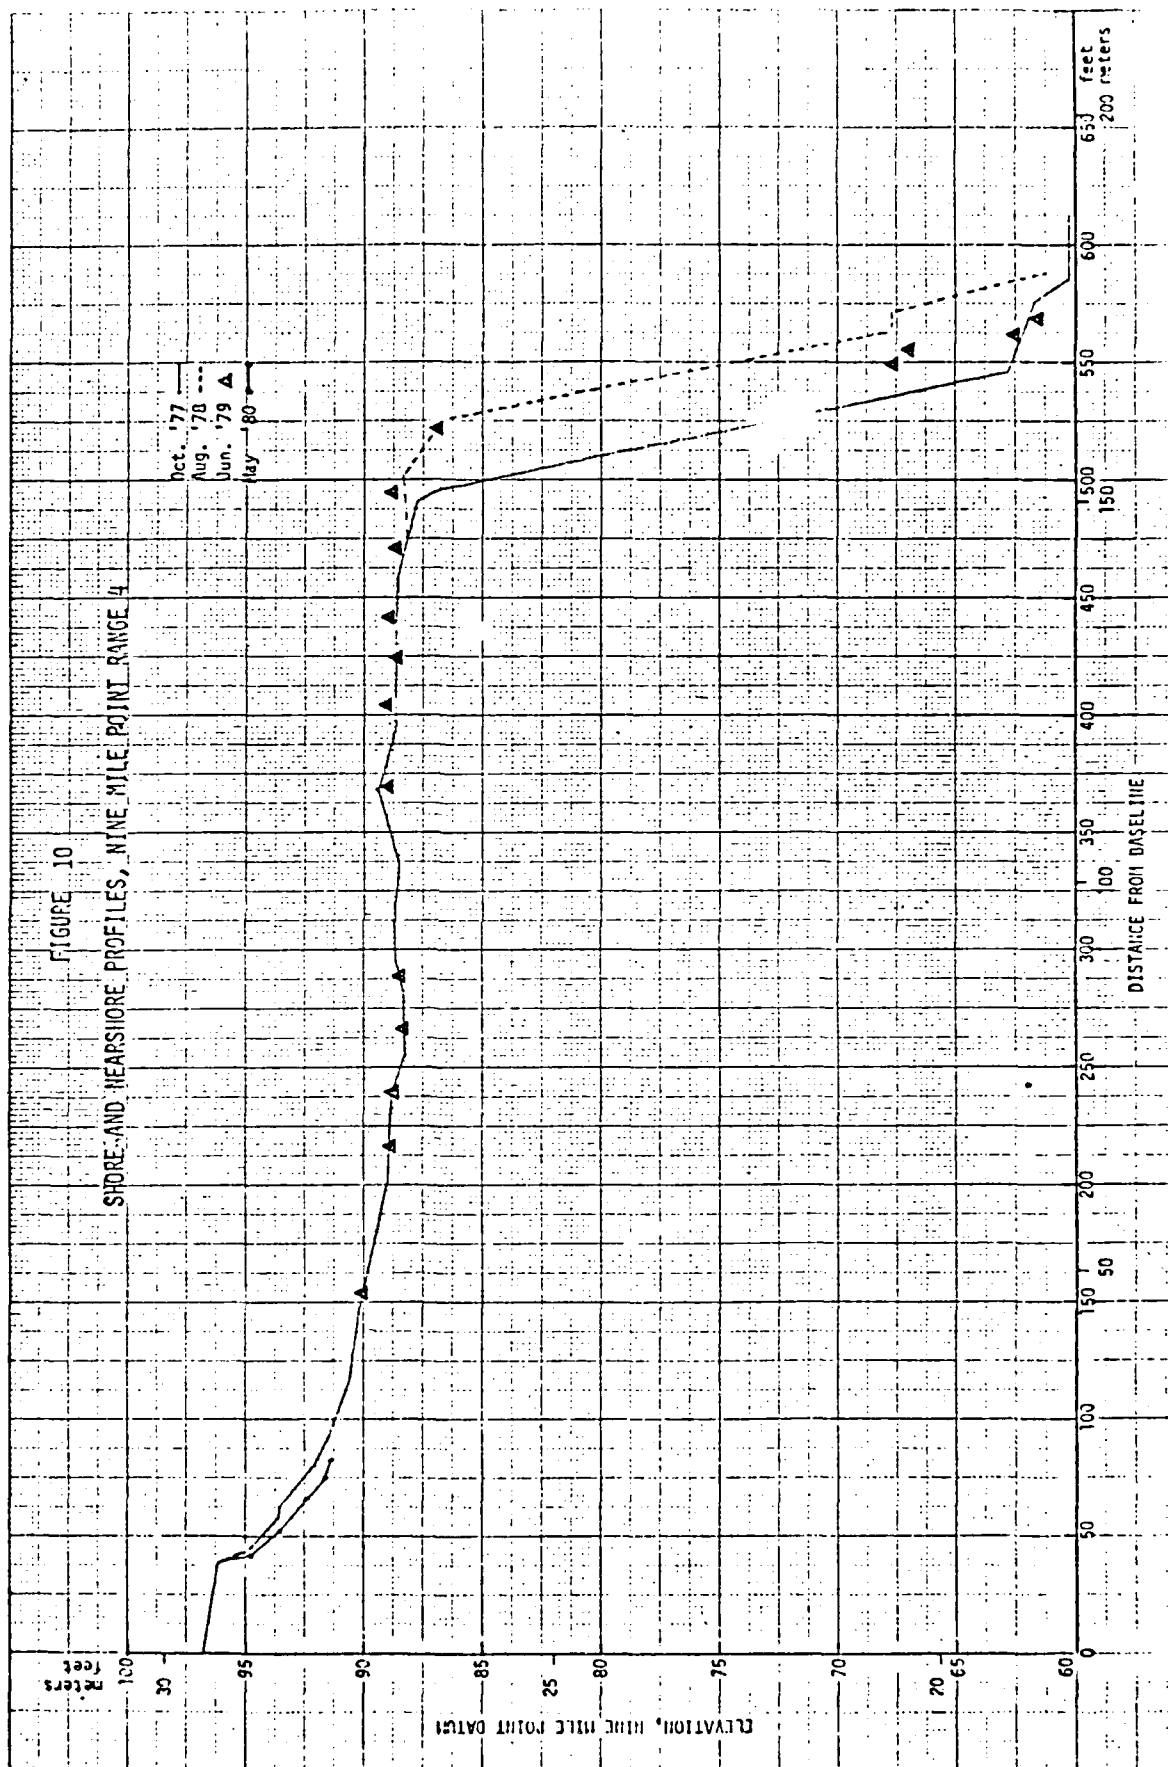 FIGURE 10
SHORE AND NEARSHORE PROFILES, NINE MILE POINT RANGE 4
Oct. '77
Aug. '78
Jun. '79
May '80
meters
feet
100
95
90
85
80
75
70
65
60
30
25
20
ELEVATION, NINE MILE POINT DATUM
0
50
100
150
200
250
300
350
400
450
500
550
600
650
feet
50
100
150
200 meters
DISTANCE FROM BASELINE